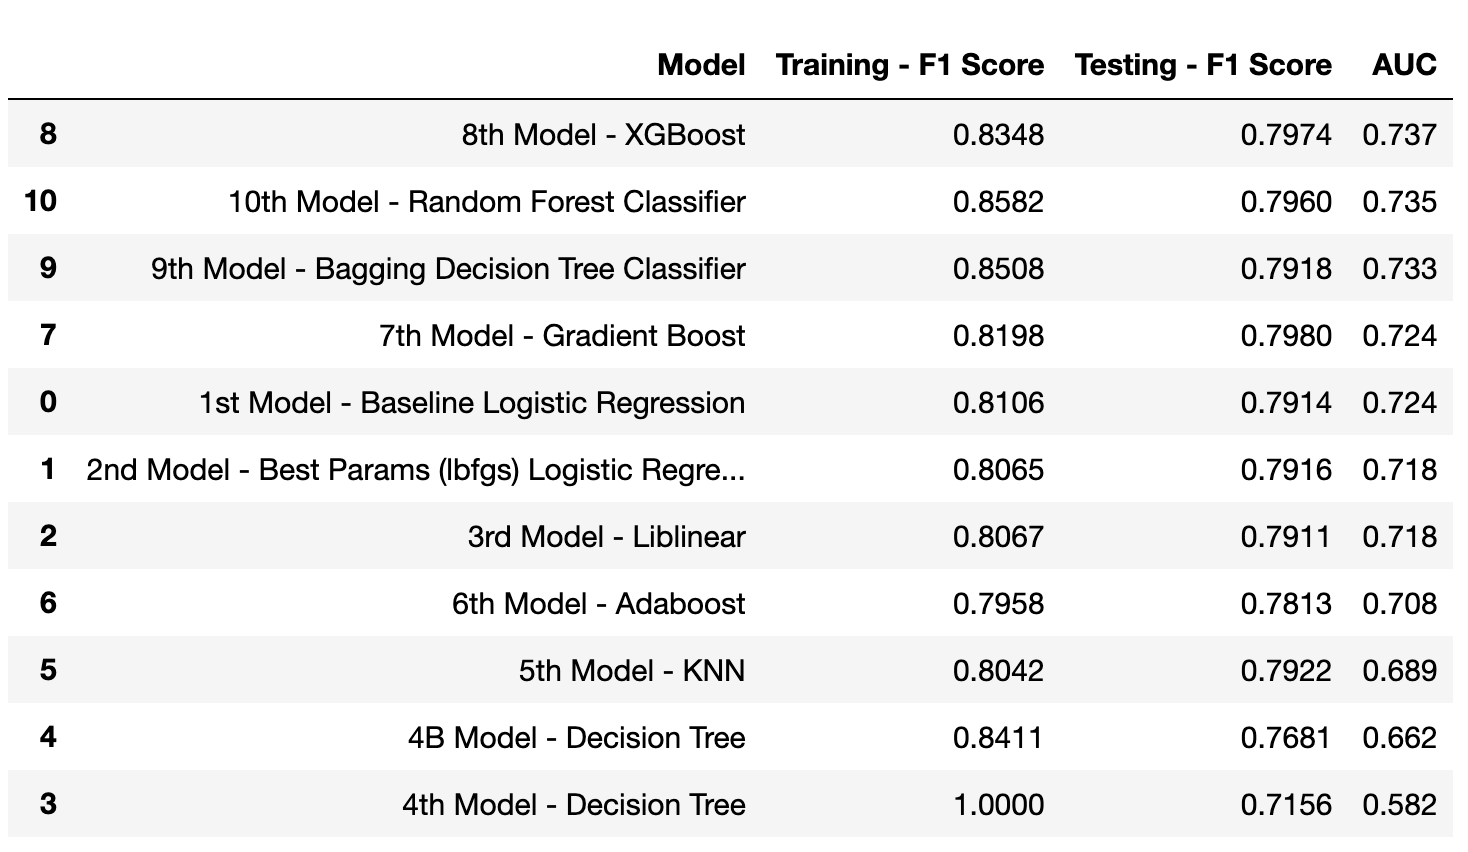 Model Training - F1 Score Testing - F1 Score AUC
8 8th Model - XGBoost 0.8348 0.7974 0.737
10 10th Model - Random Forest Classifier 0.8582 0.7960 0.735
9 9th Model - Bagging Decision Tree Classifier 0.8508 0.7918 0.733
7 7th Model - Gradient Boost 0.8198 0.7980 0.724
0 1st Model - Baseline Logistic Regression 0.8106 0.7914 0.724
1 2nd Model - Best Params (lbfgs) Logistic Regre... 0.8065 0.7916 0.718
2 3rd Model - Liblinear 0.8067 0.7911 0.718
6 6th Model - Adaboost 0.7958 0.7813 0.708
5 5th Model - KNN 0.8042 0.7922 0.689
4 4B Model - Decision Tree 0.8411 0.7681 0.662
3 4th Model - Decision Tree 1.0000 0.7156 0.582